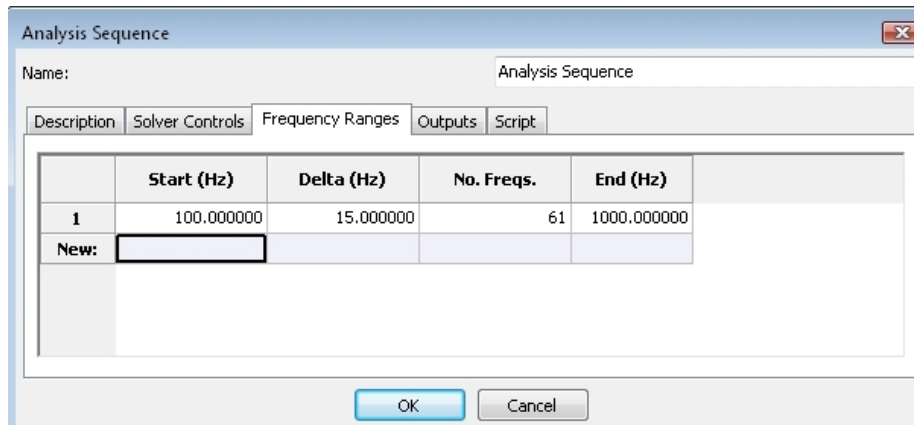 Analysis Sequence
Name: Analysis Sequence
Description Solver Controls Frequency Ranges Outputs Script
Start (Hz) Delta (Hz) No. Freqs. End (Hz)
1 100.000000 15.000000 61 1000.000000
New:
OK Cancel